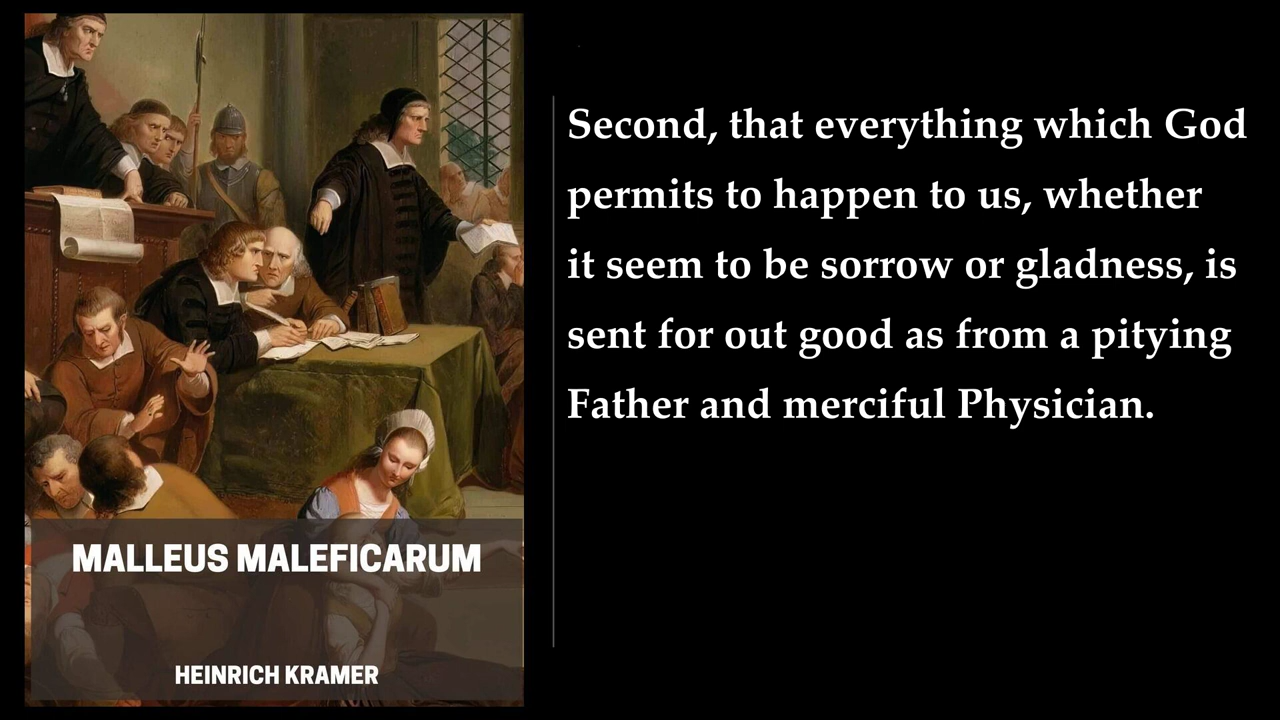 Second, that everything which God
permits to happen to us, whether
it seem to be sorrow or gladness, is
sent for out good as from a pitying
Father and merciful Physician.
MALLEUS MALEFICARUM
HEINRICH KRAMER